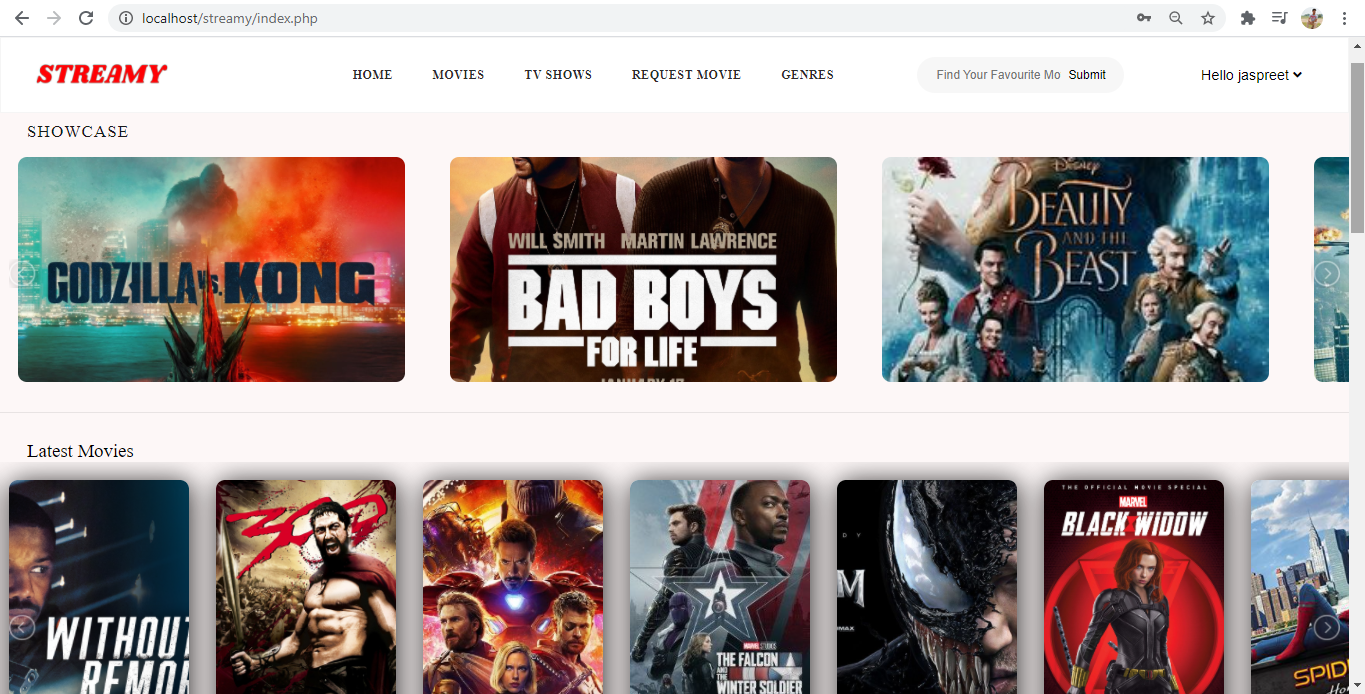 localhost/streamy/index.php
STREAMY
HOME MOVIES TV SHOWS REQUEST MOVIE GENRES
Find Your Favourite Mo Submit
Hello jaspreet
SHOWCASE
GODZILLA vs. KONG
WILL SMITH MARTIN LAWRENCE
BAD BOYS
FOR LIFE
JANUARY 17
DISNEY
BEAUTY
AND THE
BEAST
Latest Movies
WITHOUT
REMOR
300
MARVEL STUDIOS
THE FALCON
AND THE
WINTER SOLDIER
D Y
M
IMAX
THE OFFICIAL MOVIE SPECIAL
MARVEL
BLACK WIDOW
SPID
Ho